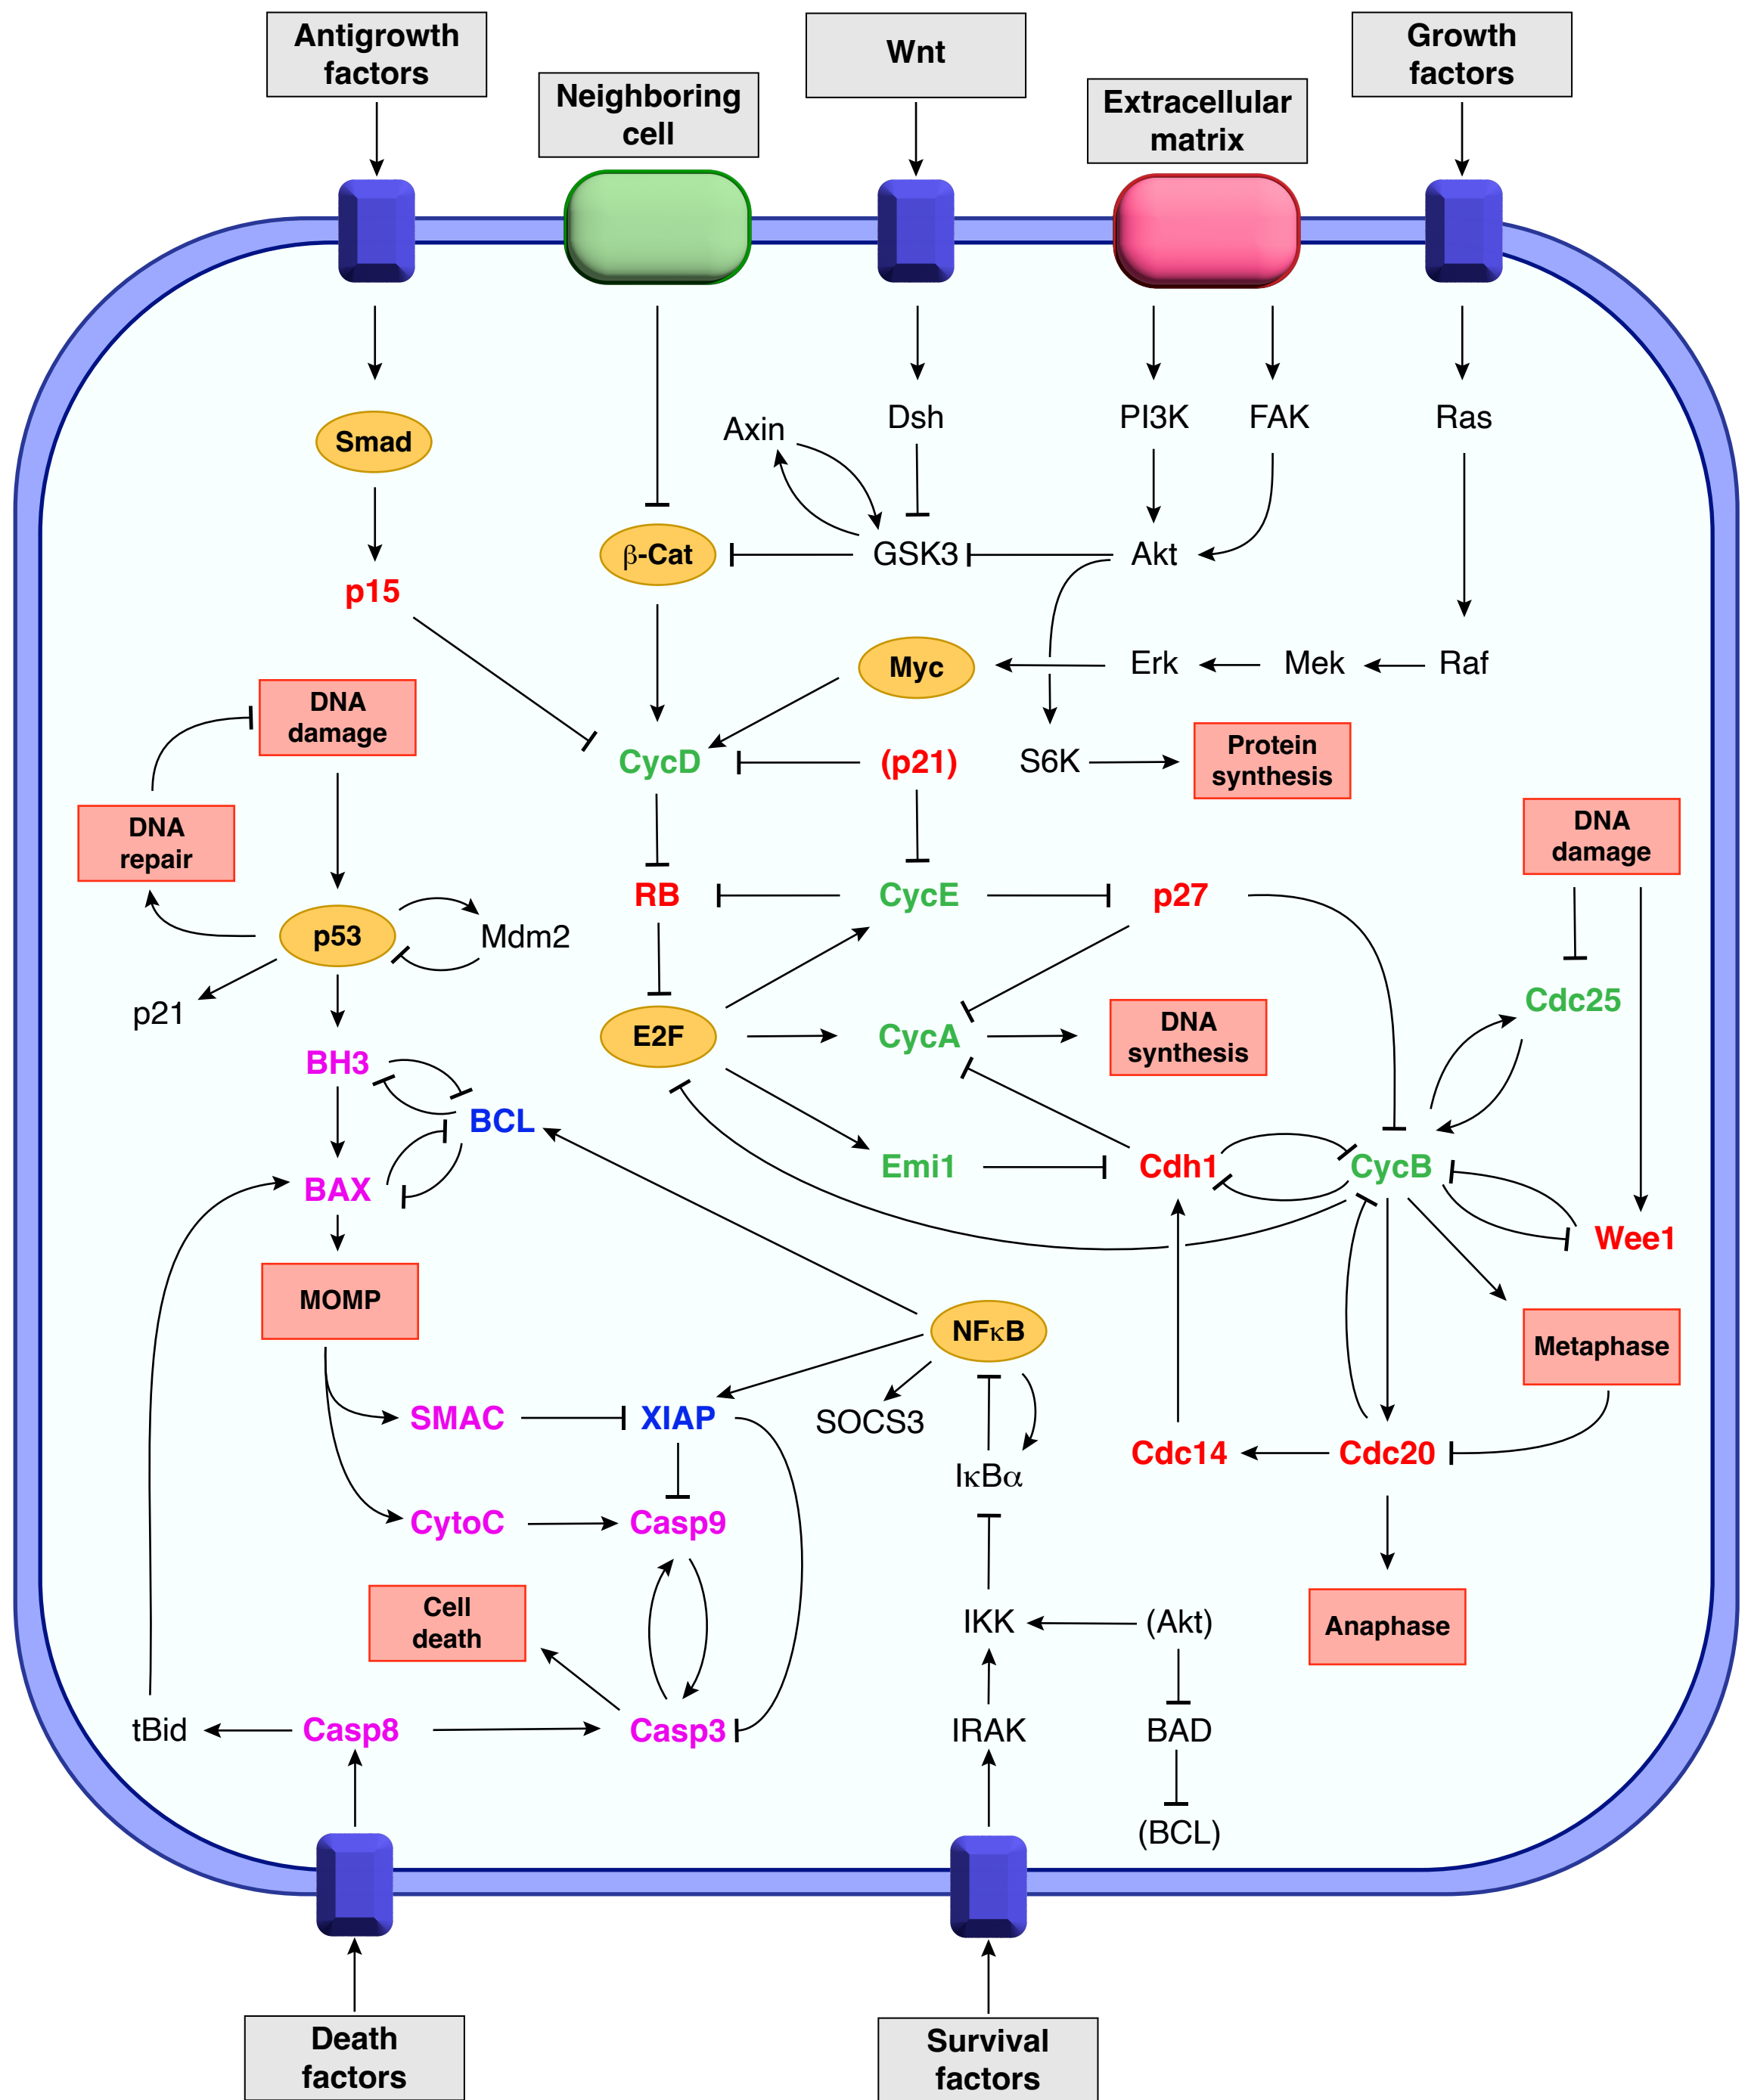 Antigrowth
factors
Neighboring
cell
Wnt
Extracellular
matrix
Growth
factors
Smad
Axin
Dsh
PI3K
FAK
Ras
β-Cat
GSK3
Akt
p15
Myc
Erk
Mek
Raf
DNA
damage
CycD
(p21)
S6K
Protein
synthesis
DNA
repair
DNA
damage
RB
CycE
p27
p53
Mdm2
p21
E2F
CycA
DNA
synthesis
Cdc25
BH3
BCL
Emi1
Cdh1
CycB
BAX
Wee1
MOMP
NFκB
Metaphase
SMAC
XIAP
SOCS3
IκBα
Cdc14
Cdc20
CytoC
Casp9
Cell
death
IKK
(Akt)
Anaphase
tBid
Casp8
Casp3
IRAK
BAD
(BCL)
Death
factors
Survival
factors